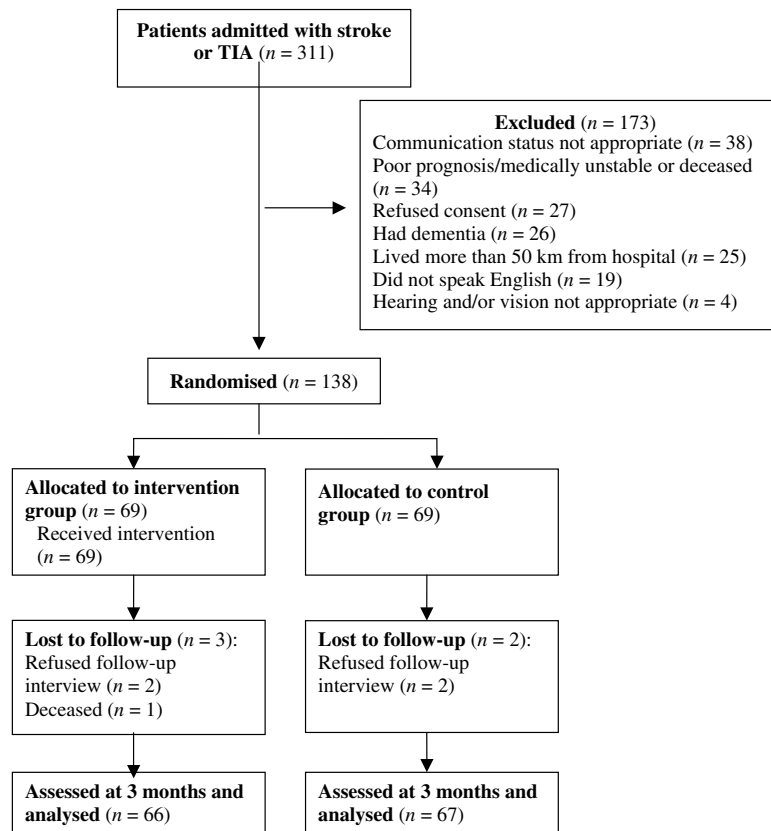 Patients admitted with stroke
or TIA (n = 311)
Excluded (n = 173)
Communication status not appropriate (n = 38)
Poor prognosis/medically unstable or deceased
(n = 34)
Refused consent (n = 27)
Had dementia (n = 26)
Lived more than 50 km from hospital (n = 25)
Did not speak English (n = 19)
Hearing and/or vision not appropriate (n = 4)
Randomised (n = 138)
Allocated to intervention
group (n = 69)
Received intervention
(n = 69)
Allocated to control
group (n = 69)
Lost to follow-up (n = 3):
Refused follow-up
interview (n = 2)
Deceased (n = 1)
Lost to follow-up (n = 2):
Refused follow-up
interview (n = 2)
Assessed at 3 months and
analysed (n = 66)
Assessed at 3 months and
analysed (n = 67)